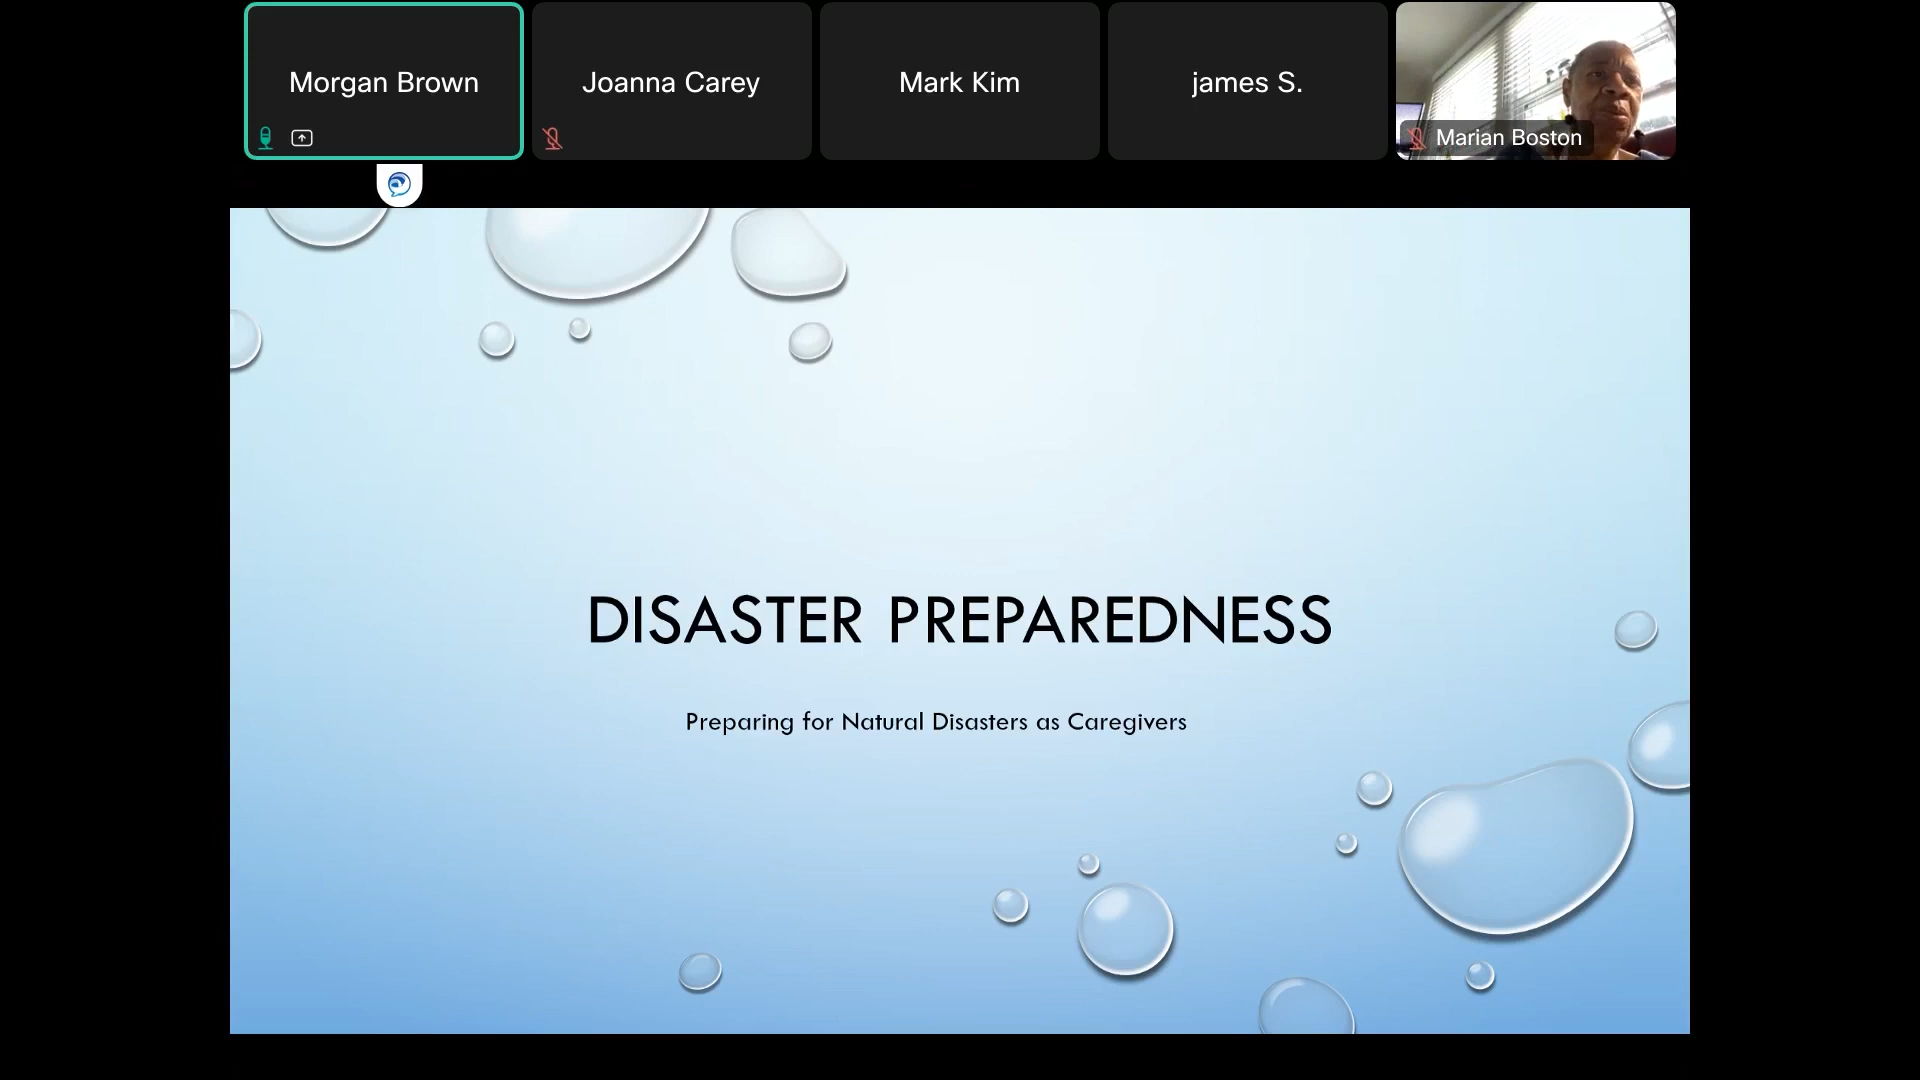 Morgan Brown
Joanna Carey
Mark Kim
james S.
Marian Boston
DISASTER PREPAREDNESS
Preparing for Natural Disasters as Caregivers